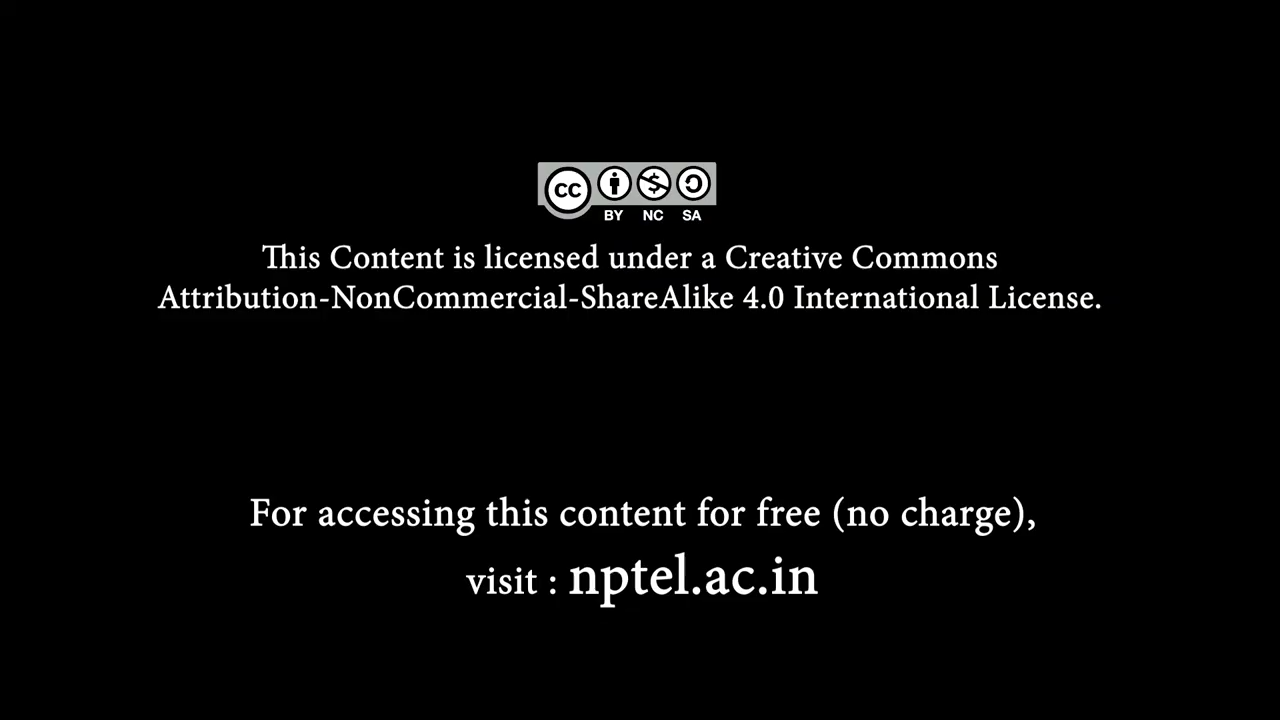 cc BY NC SA
This Content is licensed under a Creative Commons
Attribution-NonCommercial-ShareAlike 4.0 International License.
For accessing this content for free (no charge),
visit : nptel.ac.in